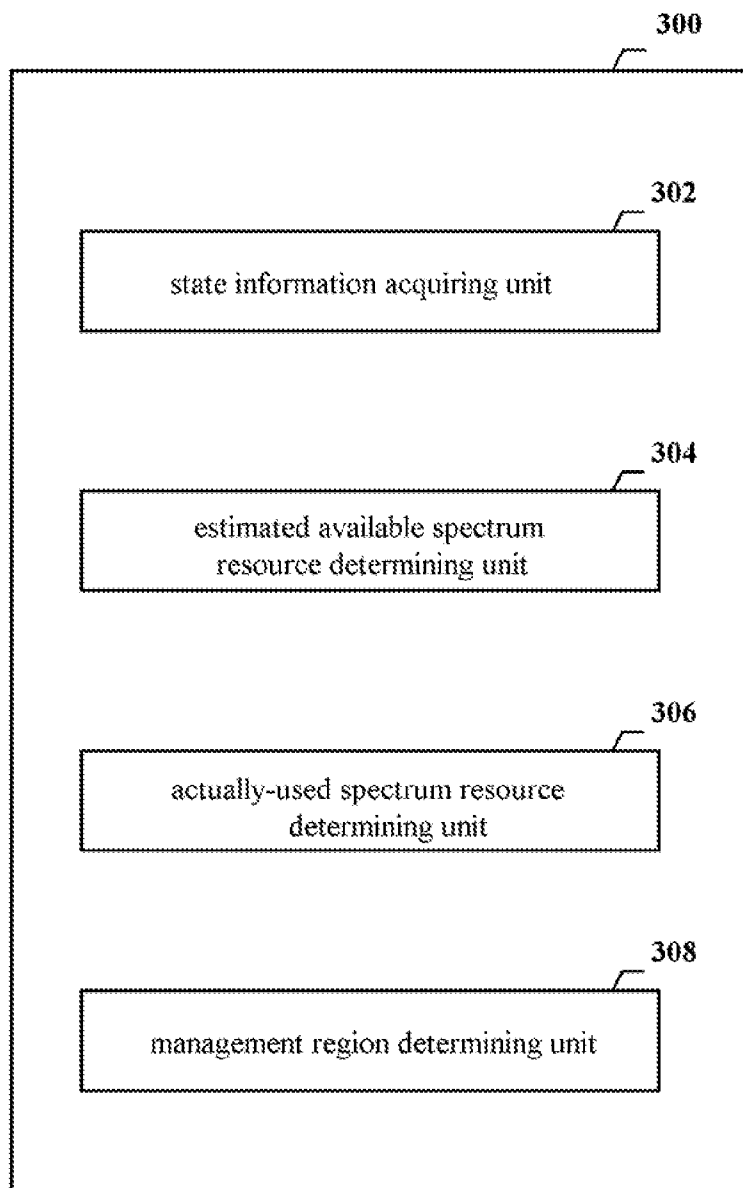 300
302
state information acquiring unit
304
estimated available spectrum
resource determining unit
306
actually-used spectrum resource
determining unit
308
management region determining unit